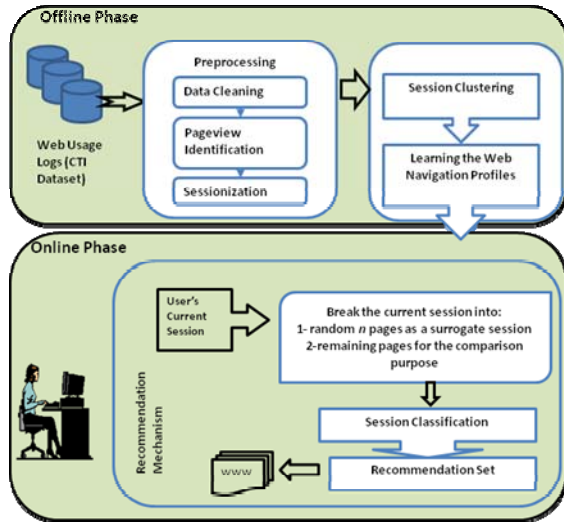 Offline Phase
Preprocessing
Data Cleaning
Pageview
Identification
Sessionization
Web Usage
Logs (CTI
Dataset)
Session Clustering
Learning the Web
Navigation Profiles
Online Phase
User's
Current
Session
Break the current session into:
1- random n pages as a surrogate session
2-remaining pages for the comparison
purpose
Recommendation
Mechanism
Session Classification
Recommendation Set
WWW